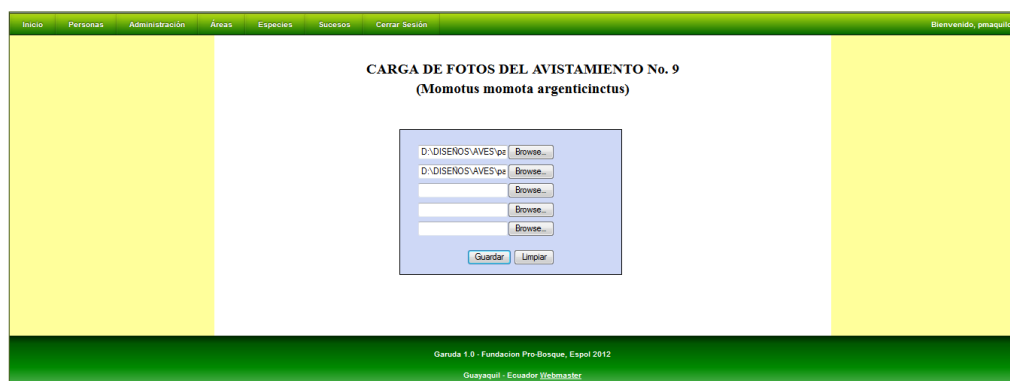 Inicio Personas Administración Áreas Especies Sucesos Cerrar Sesión Bienvenido, pmaquilo
CARGA DE FOTOS DEL AVISTAMIENTO No. 9
(Momotus momota argenticinctus)
D:\DISEÑOS\AVES\pa Browse...
D:\DISEÑOS\AVES\pa Browse...
Browse...
Browse...
Browse...
Guardar Limpiar
Garuda 1.0 - Fundacion Pro-Bosque, Espol 2012
Guayaquil - Ecuador Webmaster